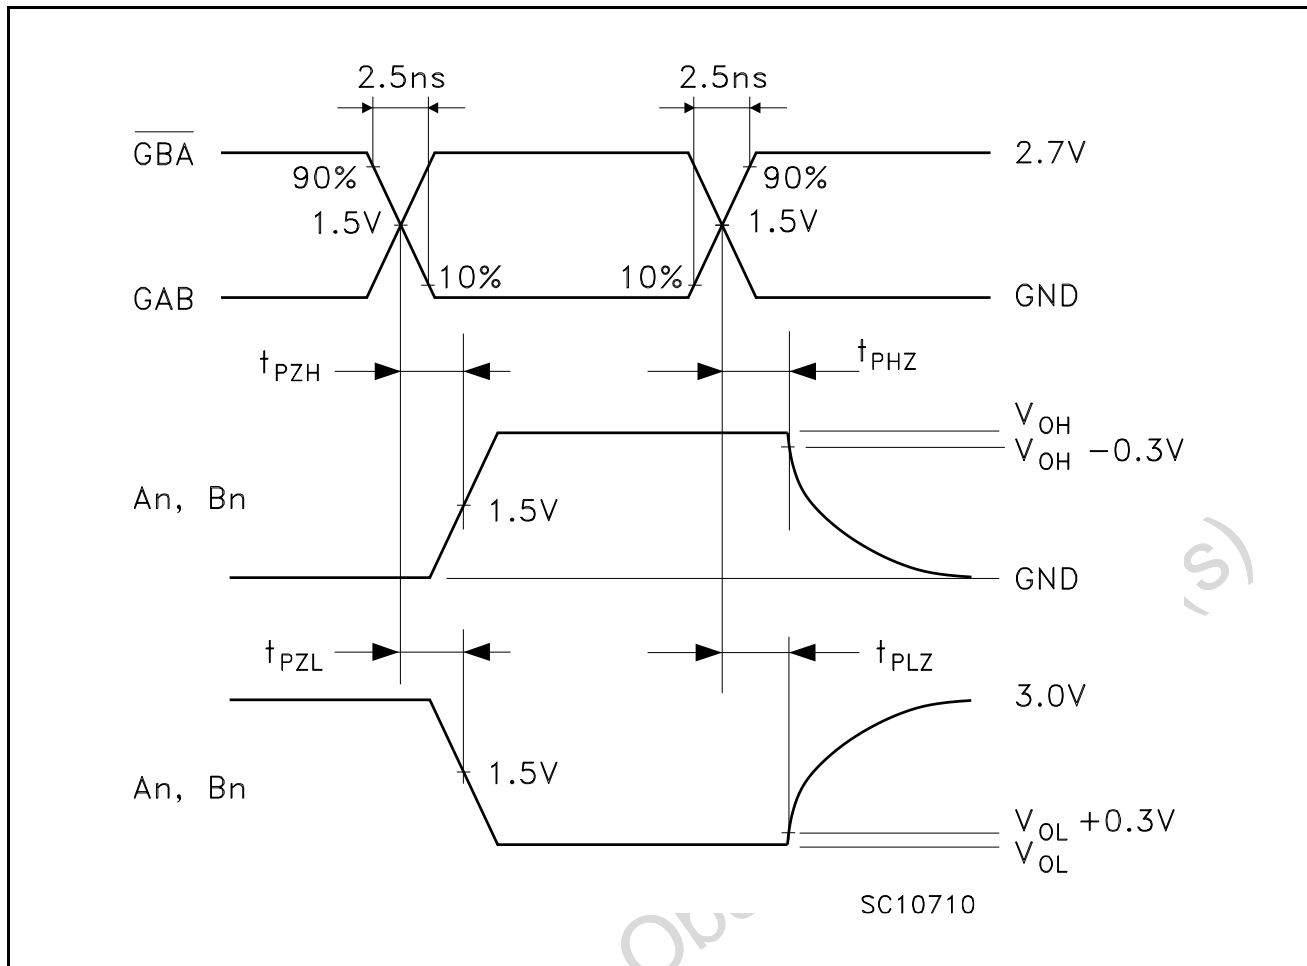 2.5ns 2.5ns
GBA 2.7V
90% 90%
1.5V 1.5V
10% 10%
GAB GND
tPZH tPHZ
VOH
VOH −0.3V
An, Bn 1.5V
GND
tPZL tPLZ
3.0V
1.5V
An, Bn
VOL +0.3V
VOL
SC10710